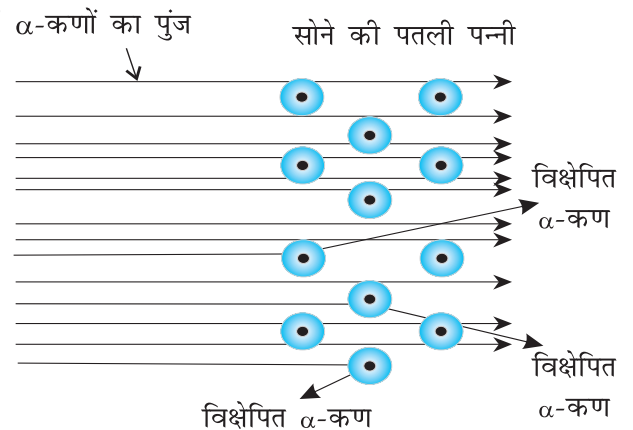 α-कणों का पुंज
सोने की पतली पन्नी
विक्षेपित
α-कण
विक्षेपित
α-कण
विक्षेपित α-कण